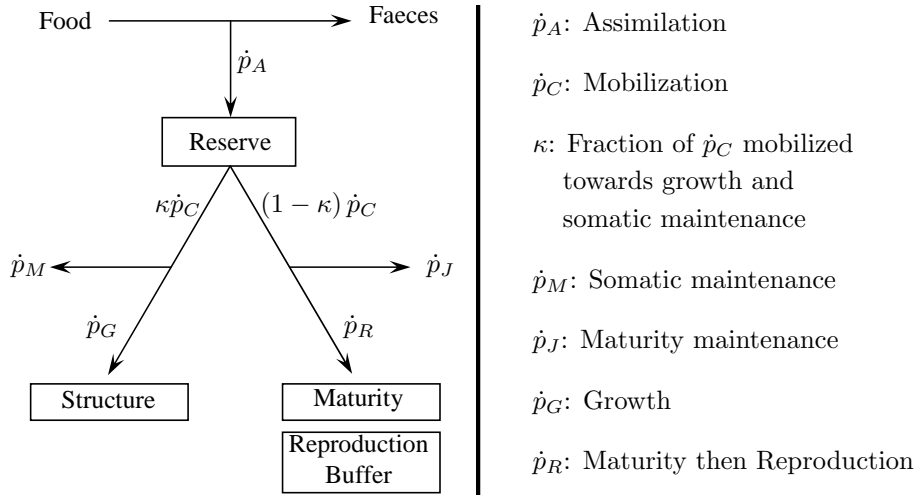 Food
Faeces
ṗ_A
Reserve
κṗ_C
(1 − κ) ṗ_C
ṗ_M
ṗ_J
ṗ_G
ṗ_R
Structure
Maturity
Reproduction
Buffer
ṗ_A: Assimilation
ṗ_C: Mobilization
κ: Fraction of ṗ_C mobilized
towards growth and
somatic maintenance
ṗ_M: Somatic maintenance
ṗ_J: Maturity maintenance
ṗ_G: Growth
ṗ_R: Maturity then Reproduction